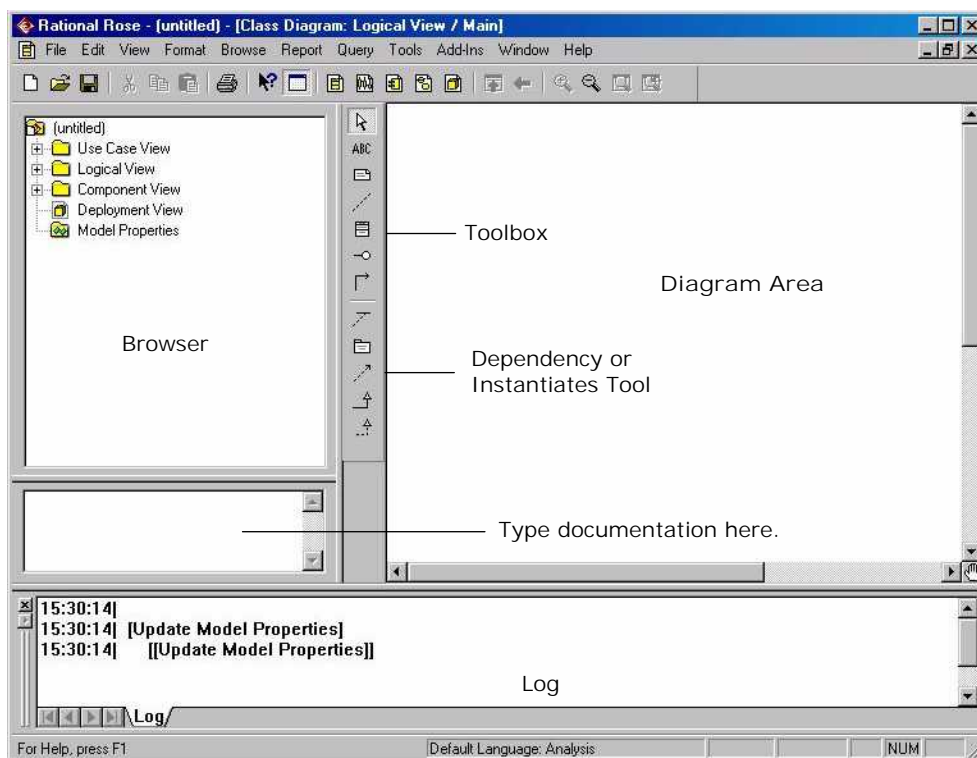 Rational Rose - (untitled) - [Class Diagram: Logical View / Main]
File Edit View Format Browse Report Query Tools Add-Ins Window Help
(untitled)
Use Case View
Logical View
Component View
Deployment View
Model Properties
Browser
ABC
Toolbox
Diagram Area
Dependency or
Instantiates Tool
Type documentation here.
15:30:14|
15:30:14| [Update Model Properties]
15:30:14| [[Update Model Properties]]
Log
Log
For Help, press F1
Default Language: Analysis
NUM